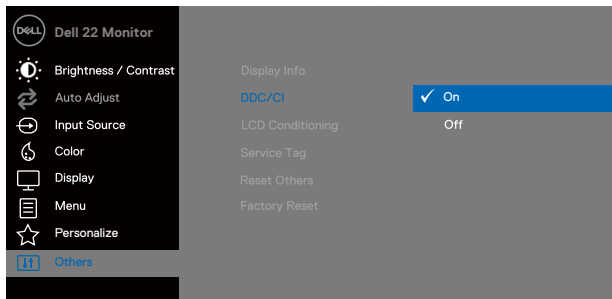 DELL Dell 22 Monitor
Brightness / Contrast
Auto Adjust
Input Source
Color
Display
Menu
Personalize
Others
Display Info
DDC/CI
LCD Conditioning
Service Tag
Reset Others
Factory Reset
On
Off